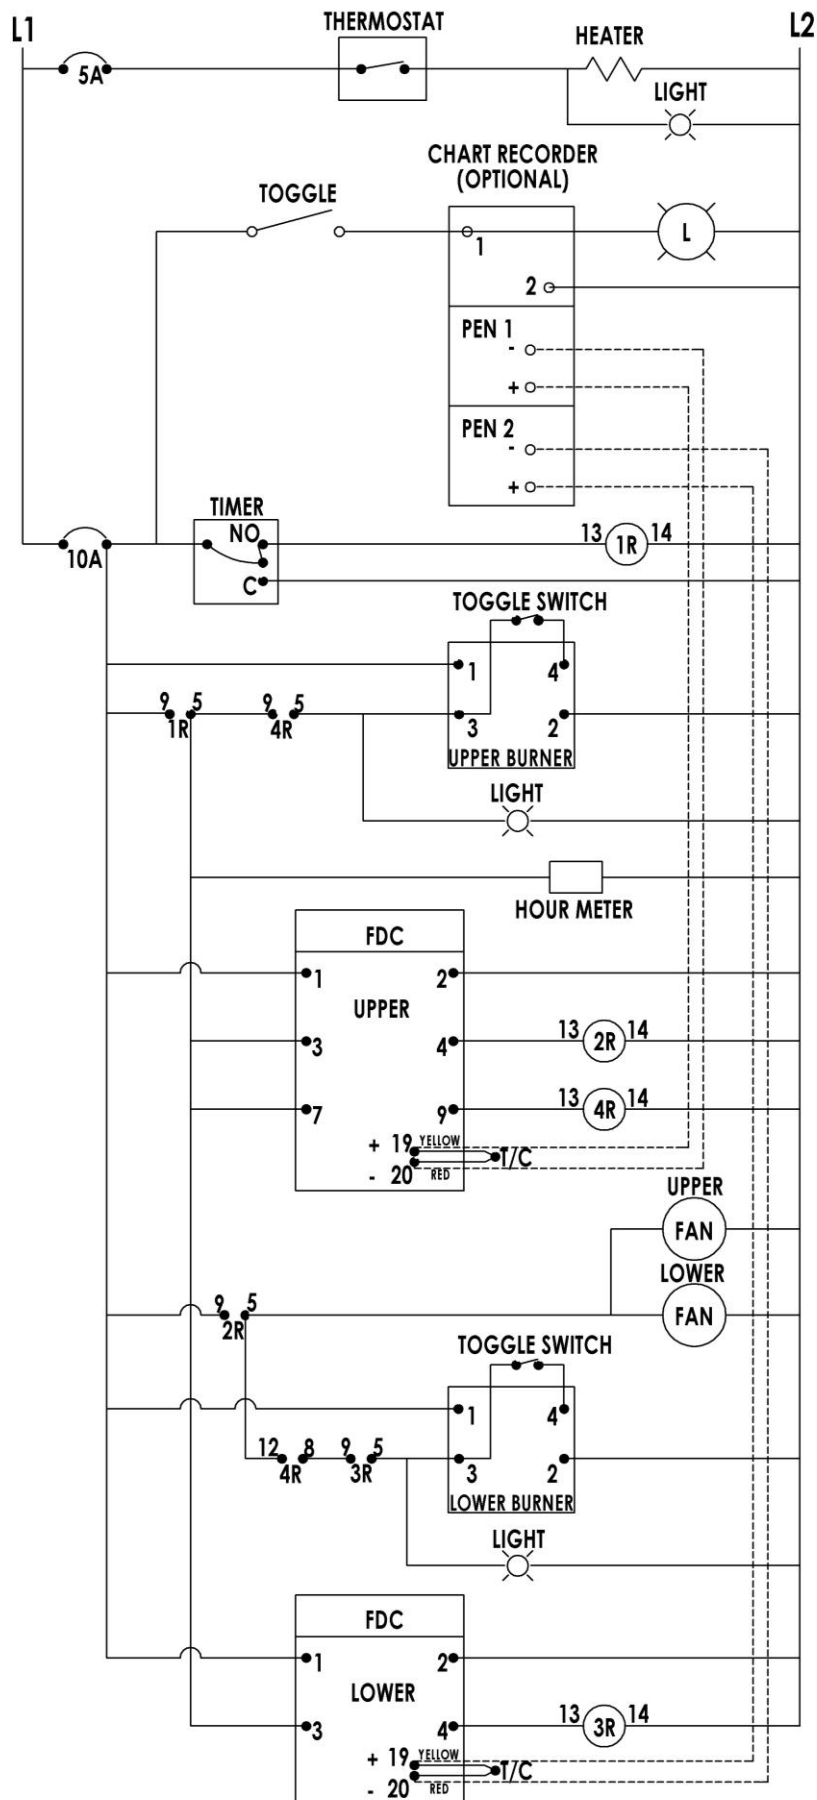 L1
L2
THERMOSTAT
HEATER
5A
LIGHT
CHART RECORDER
(OPTIONAL)
TOGGLE
1
L
2
PEN 1
-
+
PEN 2
-
+
TIMER
NO
13 1R 14
10A
C
TOGGLE SWITCH
1 4
9 5
1R
9 5
4R
3 2
UPPER BURNER
LIGHT
HOUR METER
FDC
1 2
UPPER
3 4
13 2R 14
7 9
13 4R 14
+ 19 YELLOW
T/C
- 20 RED
UPPER
FAN
LOWER
FAN
9 5
2R
TOGGLE SWITCH
1 4
12 8
4R
9 5
3R
3 2
LOWER BURNER
LIGHT
FDC
1 2
LOWER
3 4
13 3R 14
+ 19 YELLOW
T/C
- 20 RED